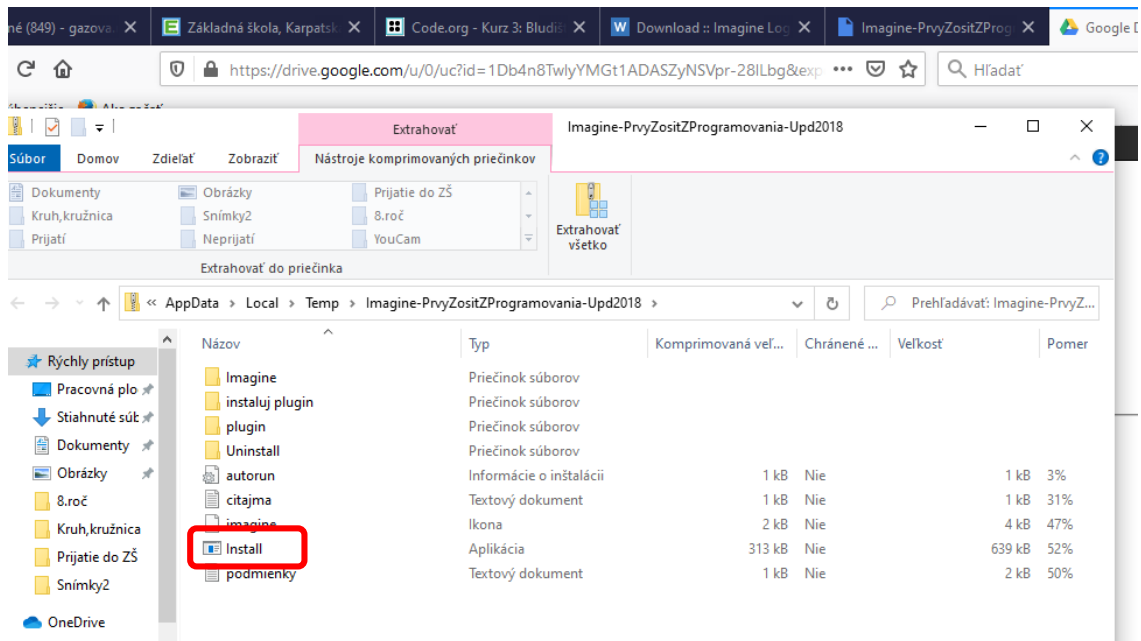 né (849) - gazova. Základná škola, Karpatsk Code.org - Kurz 3: Bludišt Download :: Imagine Log Imagine-PrvyZositZProg Google D
https://drive.google.com/u/0/uc?id=1Db4n8TwlyYMGt1ADASZyNSVpr-28ILbg&exp Hľadať
Ako začať
Extrahovať Imagine-PrvyZositZProgramovania-Upd2018
Súbor Domov Zdieľať Zobraziť Nástroje komprimovaných priečinkov
Dokumenty Obrázky Prijatie do ZŠ
Kruh,kružnica Snímky2 8.roč
Prijatí Neprijatí YouCam
Extrahovať
všetko
Extrahovať do priečinka
« AppData › Local › Temp › Imagine-PrvyZositZProgramovania-Upd2018 › Prehľadávať: Imagine-PrvyZ...
Názov Typ Komprimovaná veľ... Chránené ... Veľkosť Pomer
Rýchly prístup
Pracovná plo
Stiahnuté súb
Dokumenty
Obrázky
8.roč
Kruh,kružnica
Prijatie do ZŠ
Snímky2
OneDrive
Imagine Priečinok súborov
instaluj plugin Priečinok súborov
plugin Priečinok súborov
Uninstall Priečinok súborov
autorun Informácie o inštalácii 1 kB Nie 1 kB 3%
citajma Textový dokument 1 kB Nie 1 kB 31%
imagine Ikona 2 kB Nie 4 kB 47%
Install Aplikácia 313 kB Nie 639 kB 52%
podmienky Textový dokument 1 kB Nie 2 kB 50%